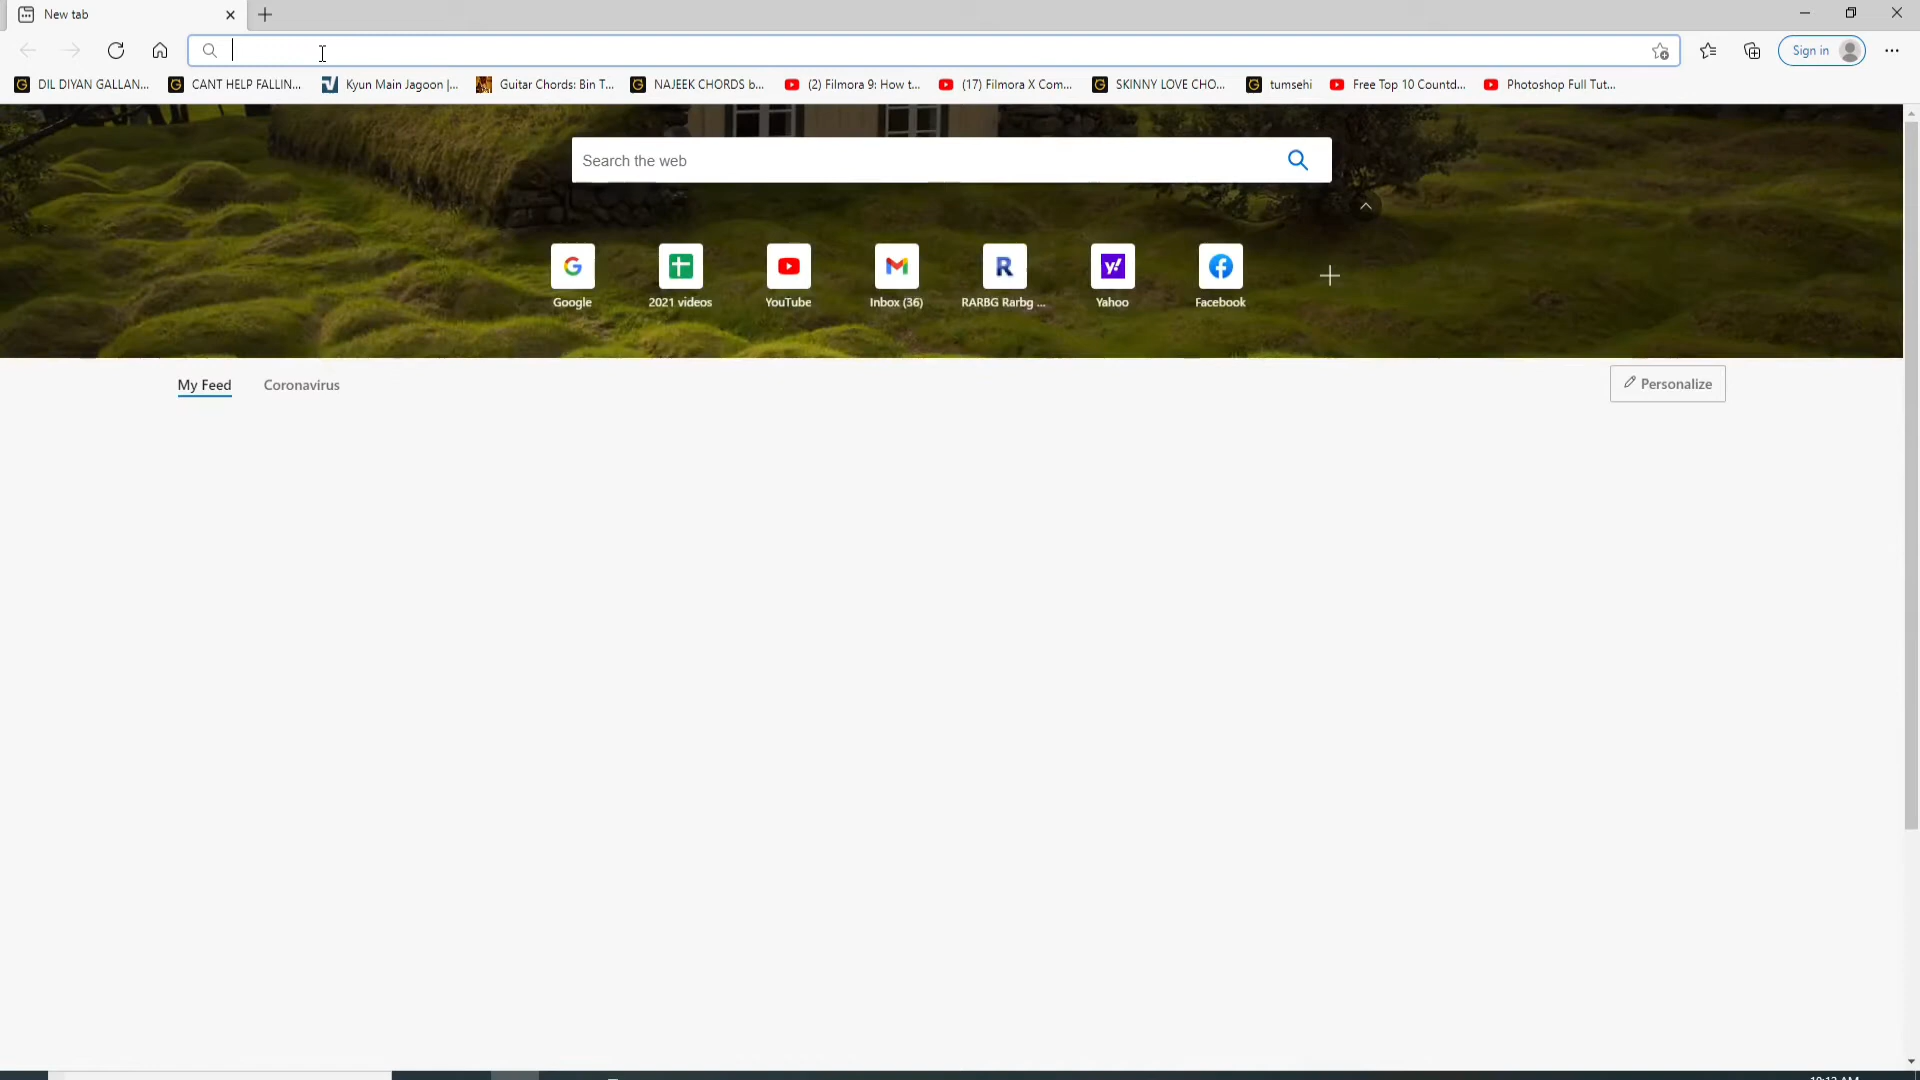 New tab
Sign in
DIL DIYAN GALLAN...
CANT HELP FALLIN...
Kyun Main Jagoon |...
Guitar Chords: Bin T...
NAJEEK CHORDS b...
(2) Filmora 9: How t...
(17) Filmora X Com...
SKINNY LOVE CHO...
tumsehi
Free Top 10 Countd...
Photoshop Full Tut...
Search the web
Google
2021 videos
YouTube
Inbox (36)
RARBG Rarbg ...
Yahoo
Facebook
My Feed
Coronavirus
Personalize